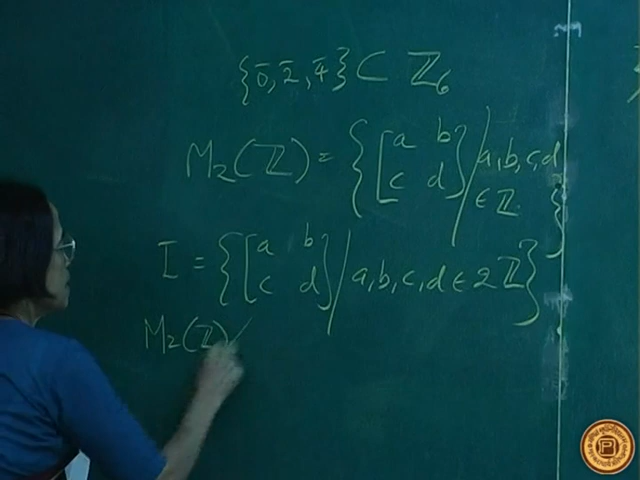 {0̄, 2̄, 4̄} ⊂ ℤ₆
M₂(ℤ) = {[a b c d] / a,b,c,d
∈ ℤ}
I = {[a b c d] / a,b,c,d ∈ 2ℤ}
M₂(ℤ)/